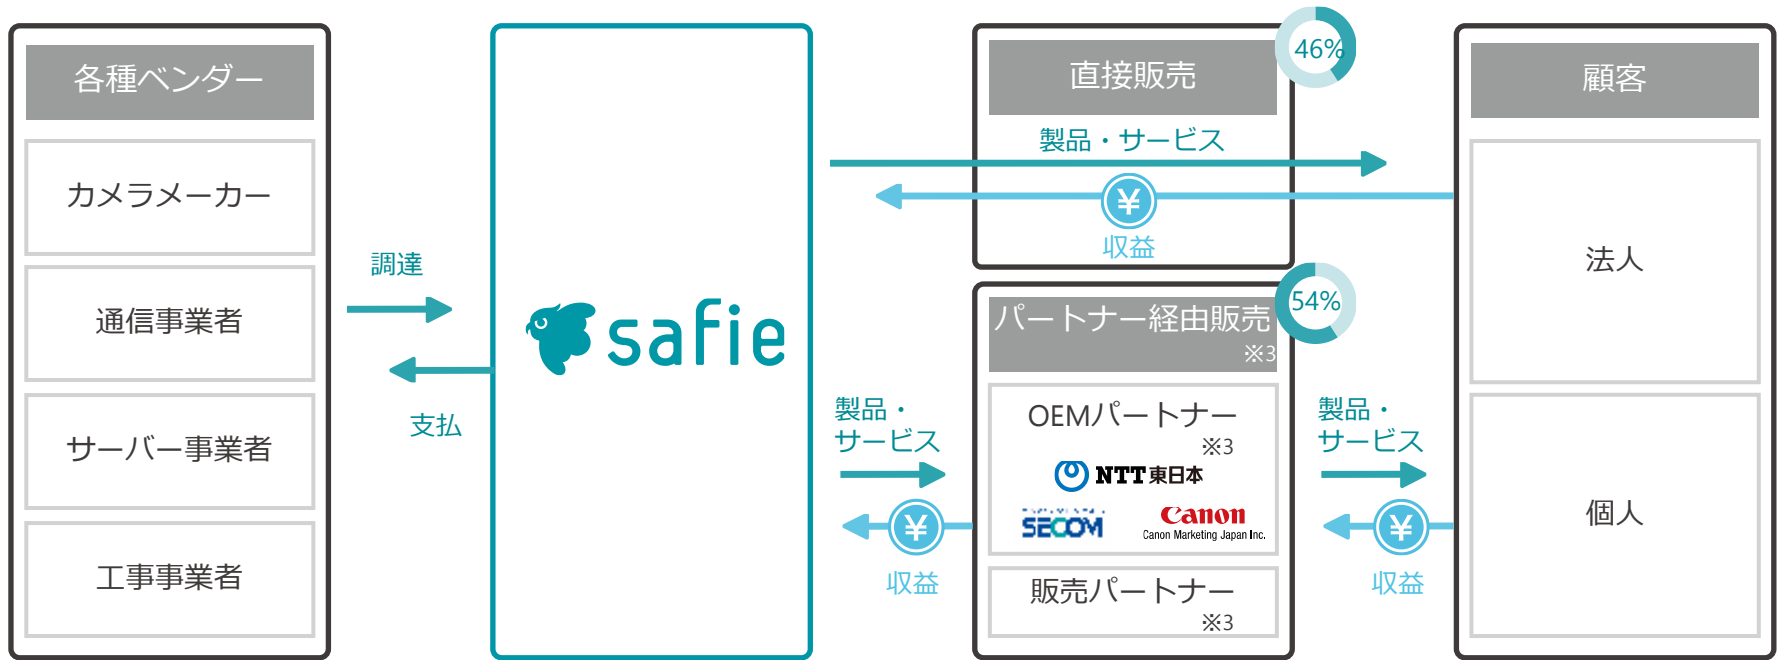 各種ベンダー
カメラメーカー
通信事業者
サーバー事業者
工事事業者
調達
支払
safie
直接販売
46%
製品・サービス
¥
収益
パートナー経由販売
※3
54%
OEMパートナー
※3
NTT東日本
SECOM
Canon
Canon Marketing Japan Inc.
販売パートナー
※3
製品・
サービス
¥
収益
製品・
サービス
¥
収益
顧客
法人
個人